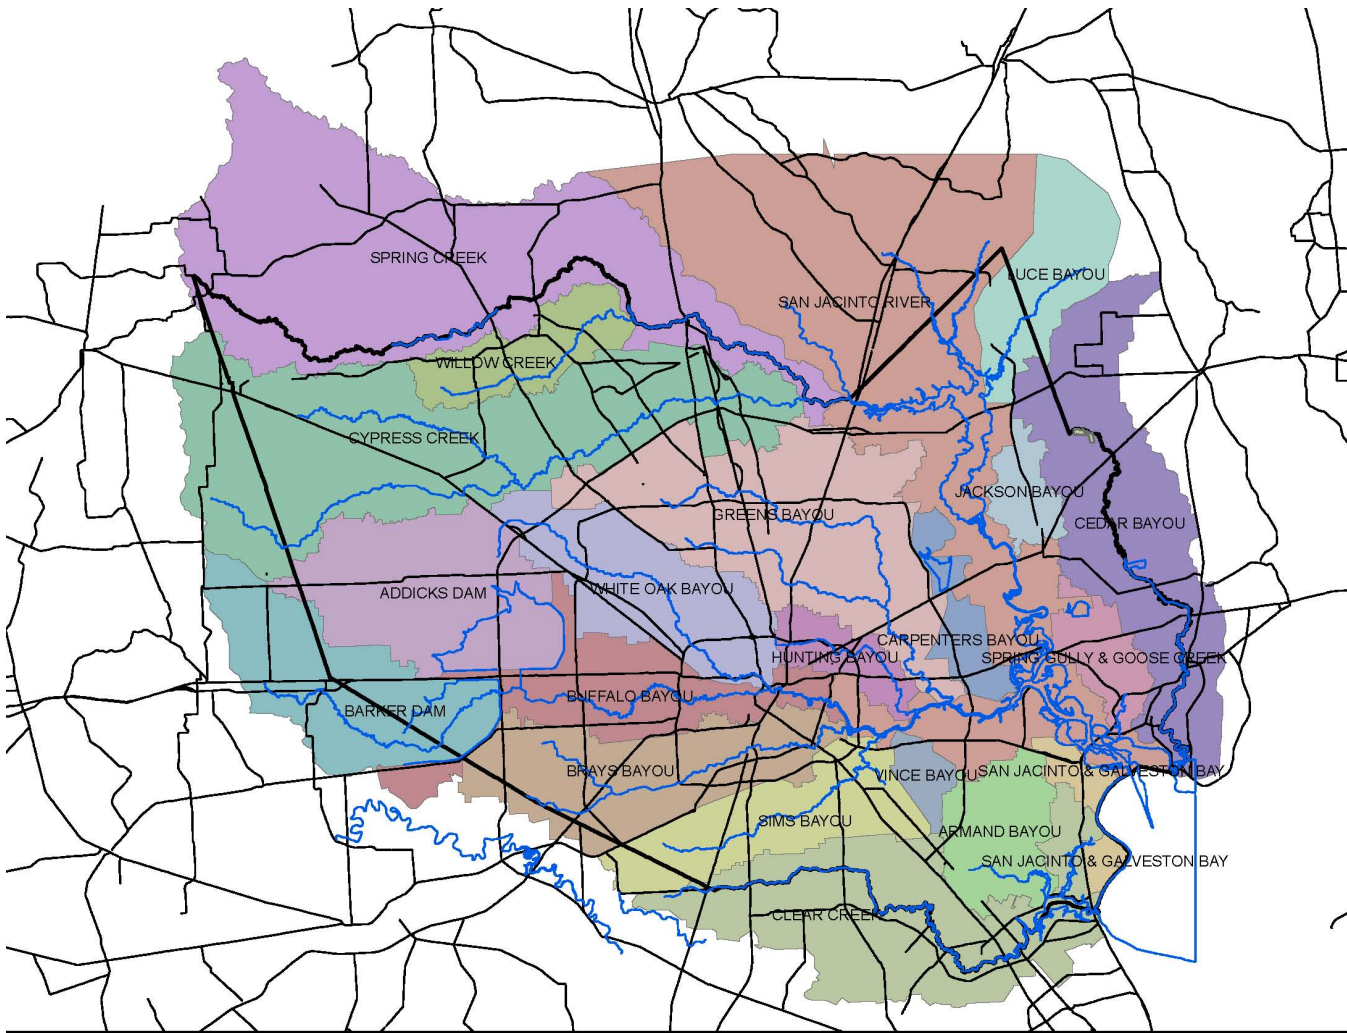 SPRING CREEK
LUCE BAYOU
SAN JACINTO RIVER
WILLOW CREEK
CYPRESS CREEK
JACKSON BAYOU
GREENS BAYOU
CEDAR BAYOU
ADDICKS DAM
WHITE OAK BAYOU
CARPENTERS BAYOU
HUNTING BAYOU
SPRING GULLY & GOOSE CREEK
BUFFALO BAYOU
BARKER DAM
BRAYS BAYOU
VINCE BAYOU
SAN JACINTO & GALVESTON BAY
SIMS BAYOU
ARMAND BAYOU
SAN JACINTO & GALVESTON BAY
CLEAR CREEK